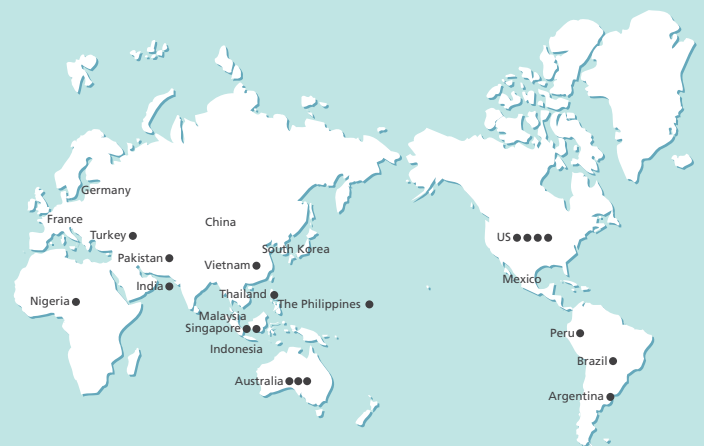 Germany
France
China
Turkey
US
South Korea
Pakistan
Vietnam
Mexico
India
Thailand
Nigeria
The Philippines
Malaysia
Singapore
Peru
Indonesia
Brazil
Australia
Argentina